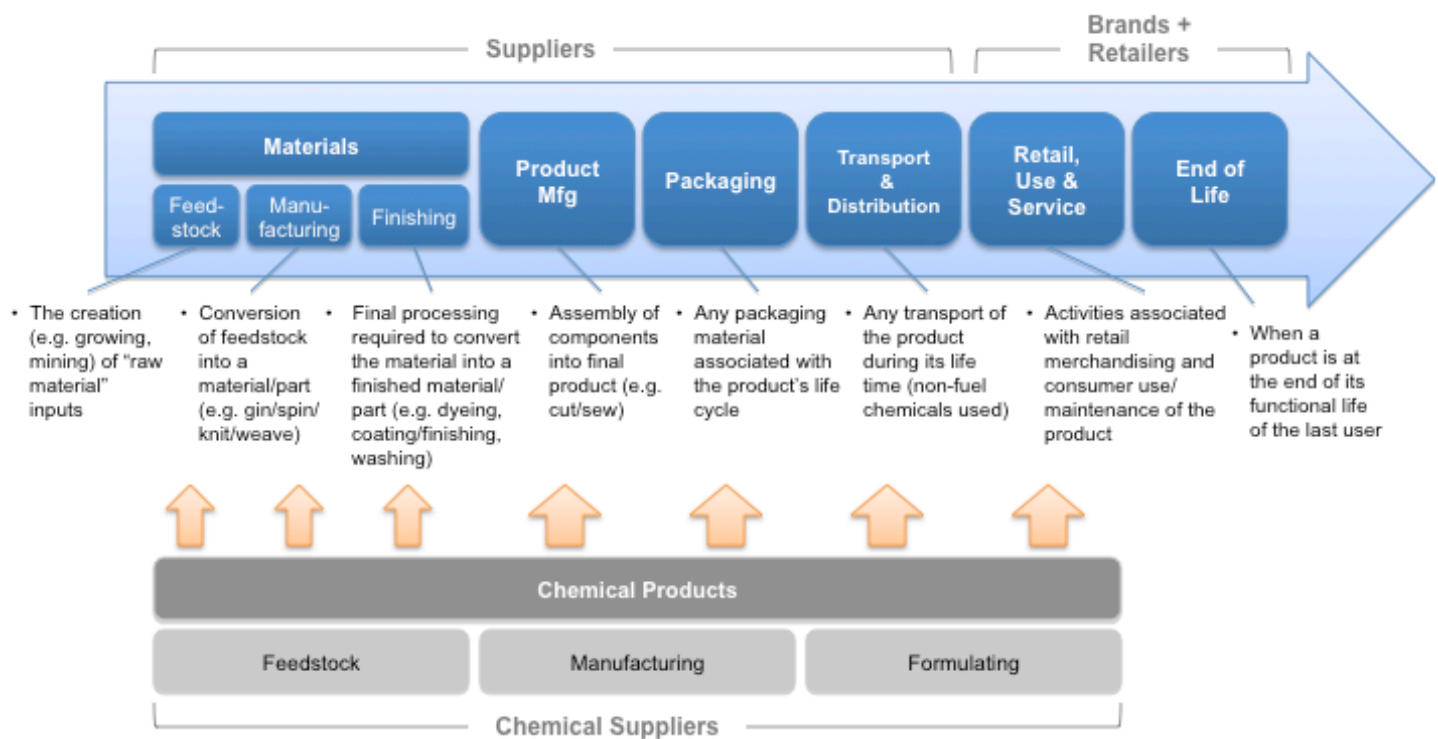 Suppliers
Brands +
Retailers
Materials
Feed-
stock
Manu-
facturing
Finishing
Product
Mfg
Packaging
Transport
&
Distribution
Retail,
Use &
Service
End of
Life
• The creation
(e.g. growing,
mining) of “raw
material”
inputs
• Conversion
of feedstock
into a
material/part
(e.g. gin/spin/
knit/weave)
• Final processing
required to convert
the material into a
finished material/
part (e.g. dyeing,
coating/finishing,
washing)
• Assembly of
components
into final
product (e.g.
cut/sew)
• Any packaging
material
associated with
the product’s life
cycle
• Any transport of
the product
during its life
time (non-fuel
chemicals used)
• Activities associated
with retail
merchandising and
consumer use/
maintenance of the
product
• When a
product is at
the end of its
functional life
of the last user
Chemical Products
Feedstock
Manufacturing
Formulating
Chemical Suppliers